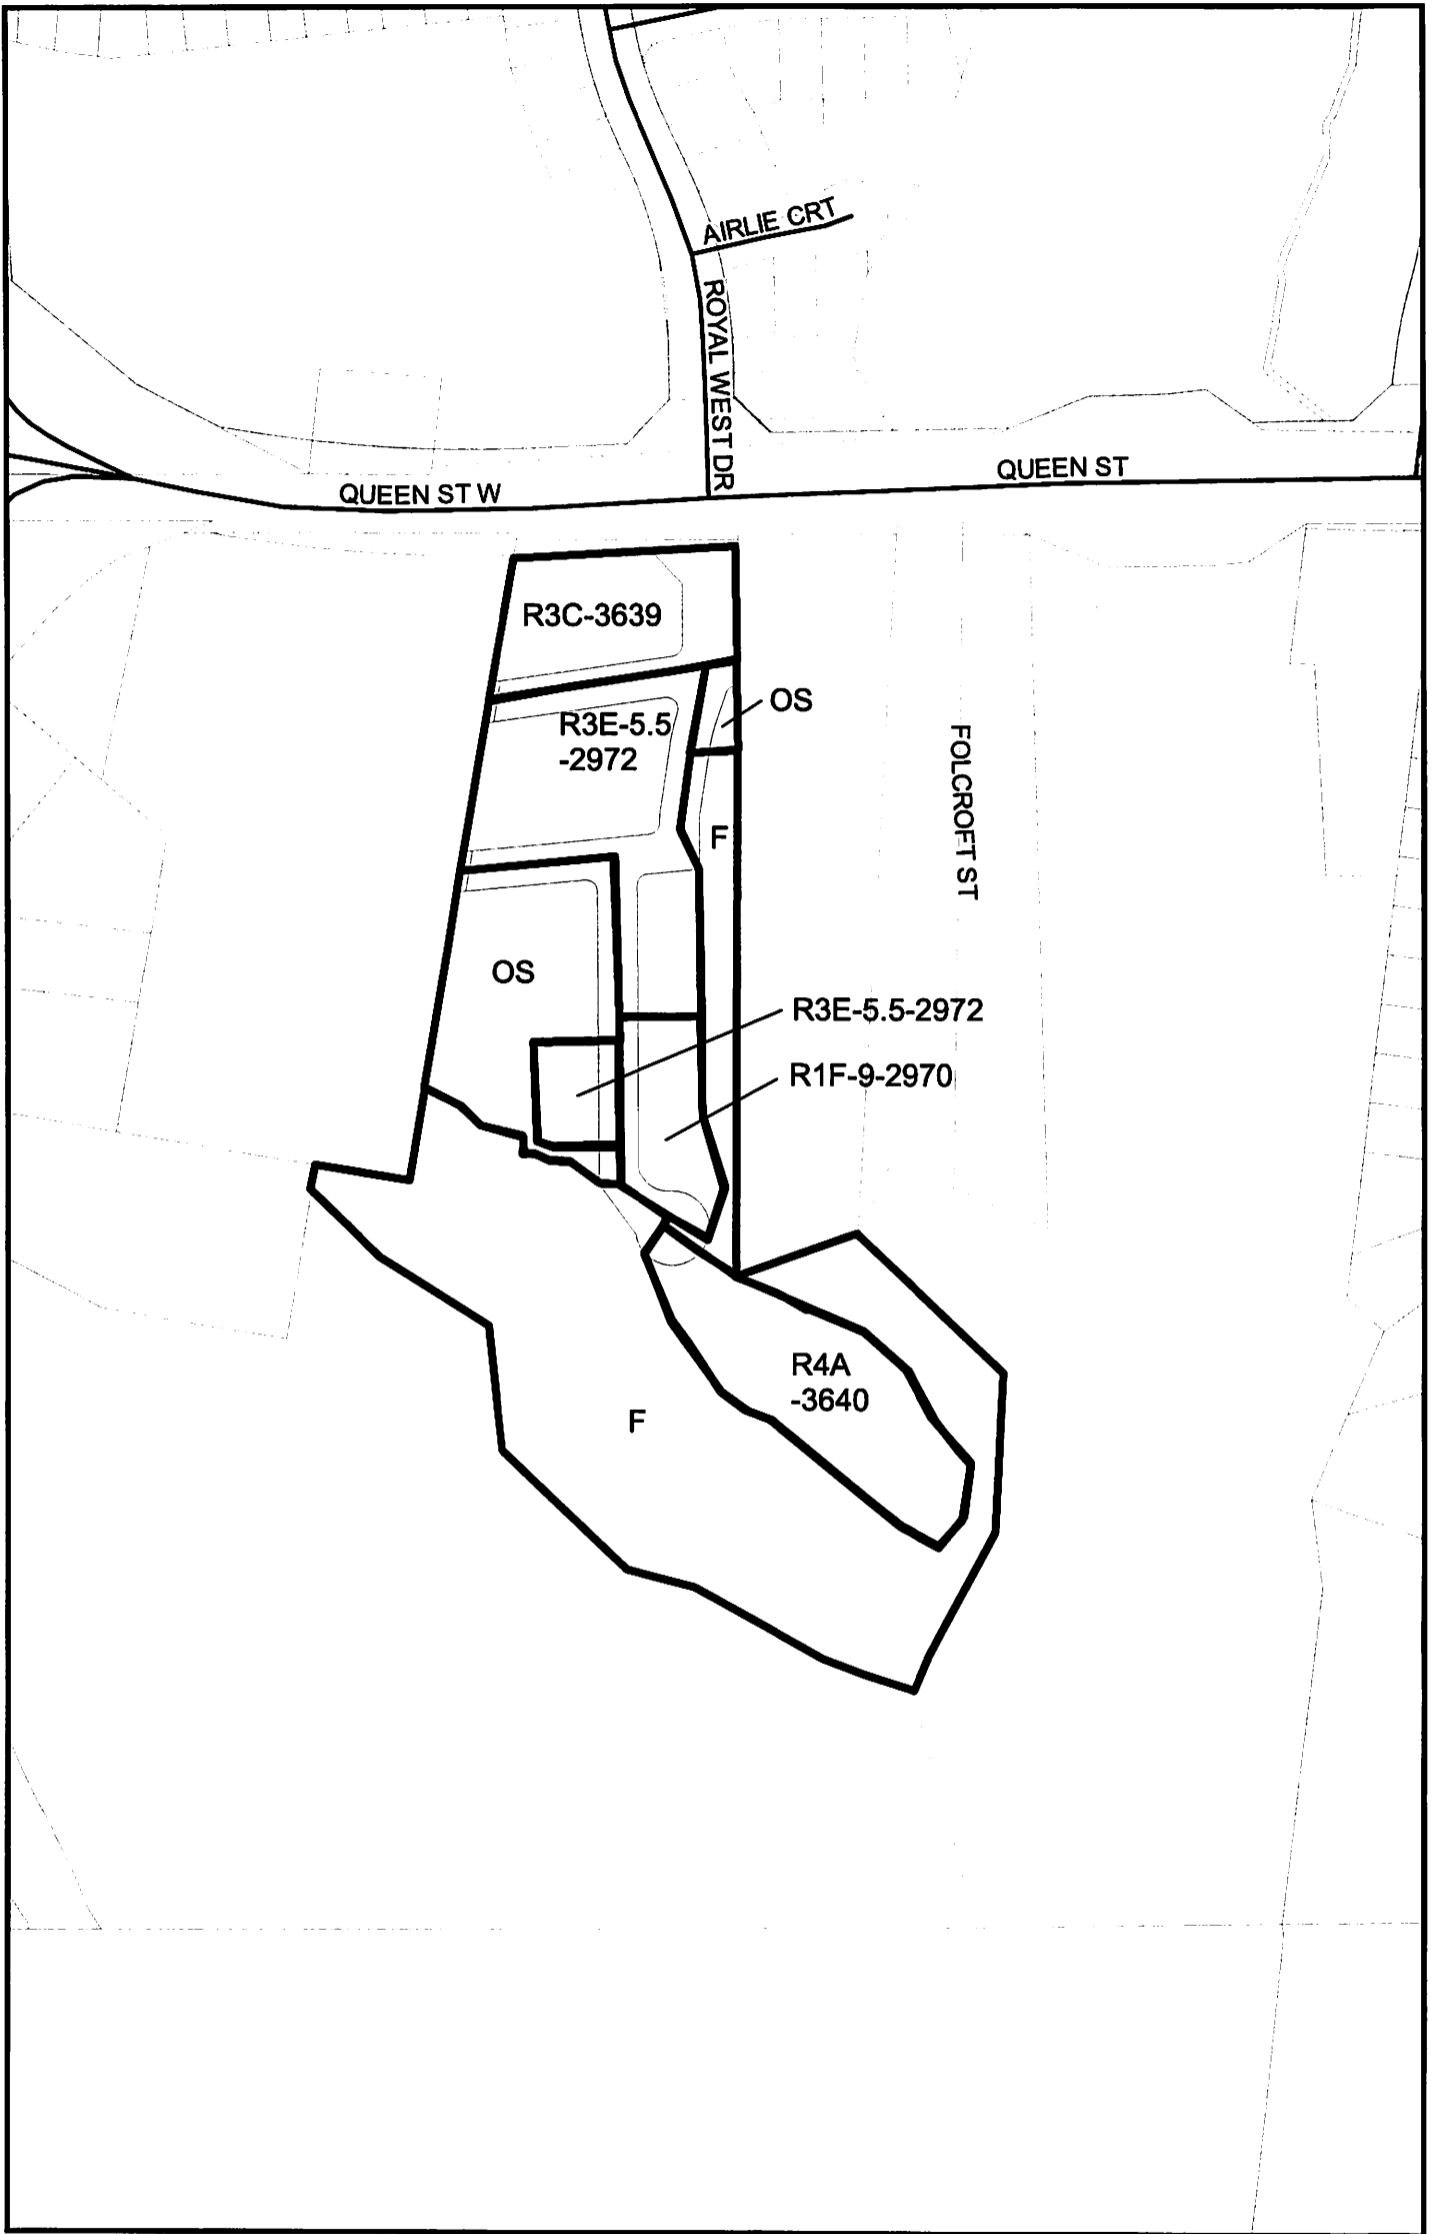 AIRLIE CRT
ROYAL WEST DR
QUEEN ST
QUEEN ST W
R3C-3639
OS
R3E-5.5
-2972
FOLCROFT ST
F
OS
R3E-5.5-2972
R1F-9-2970
R4A
-3640
F